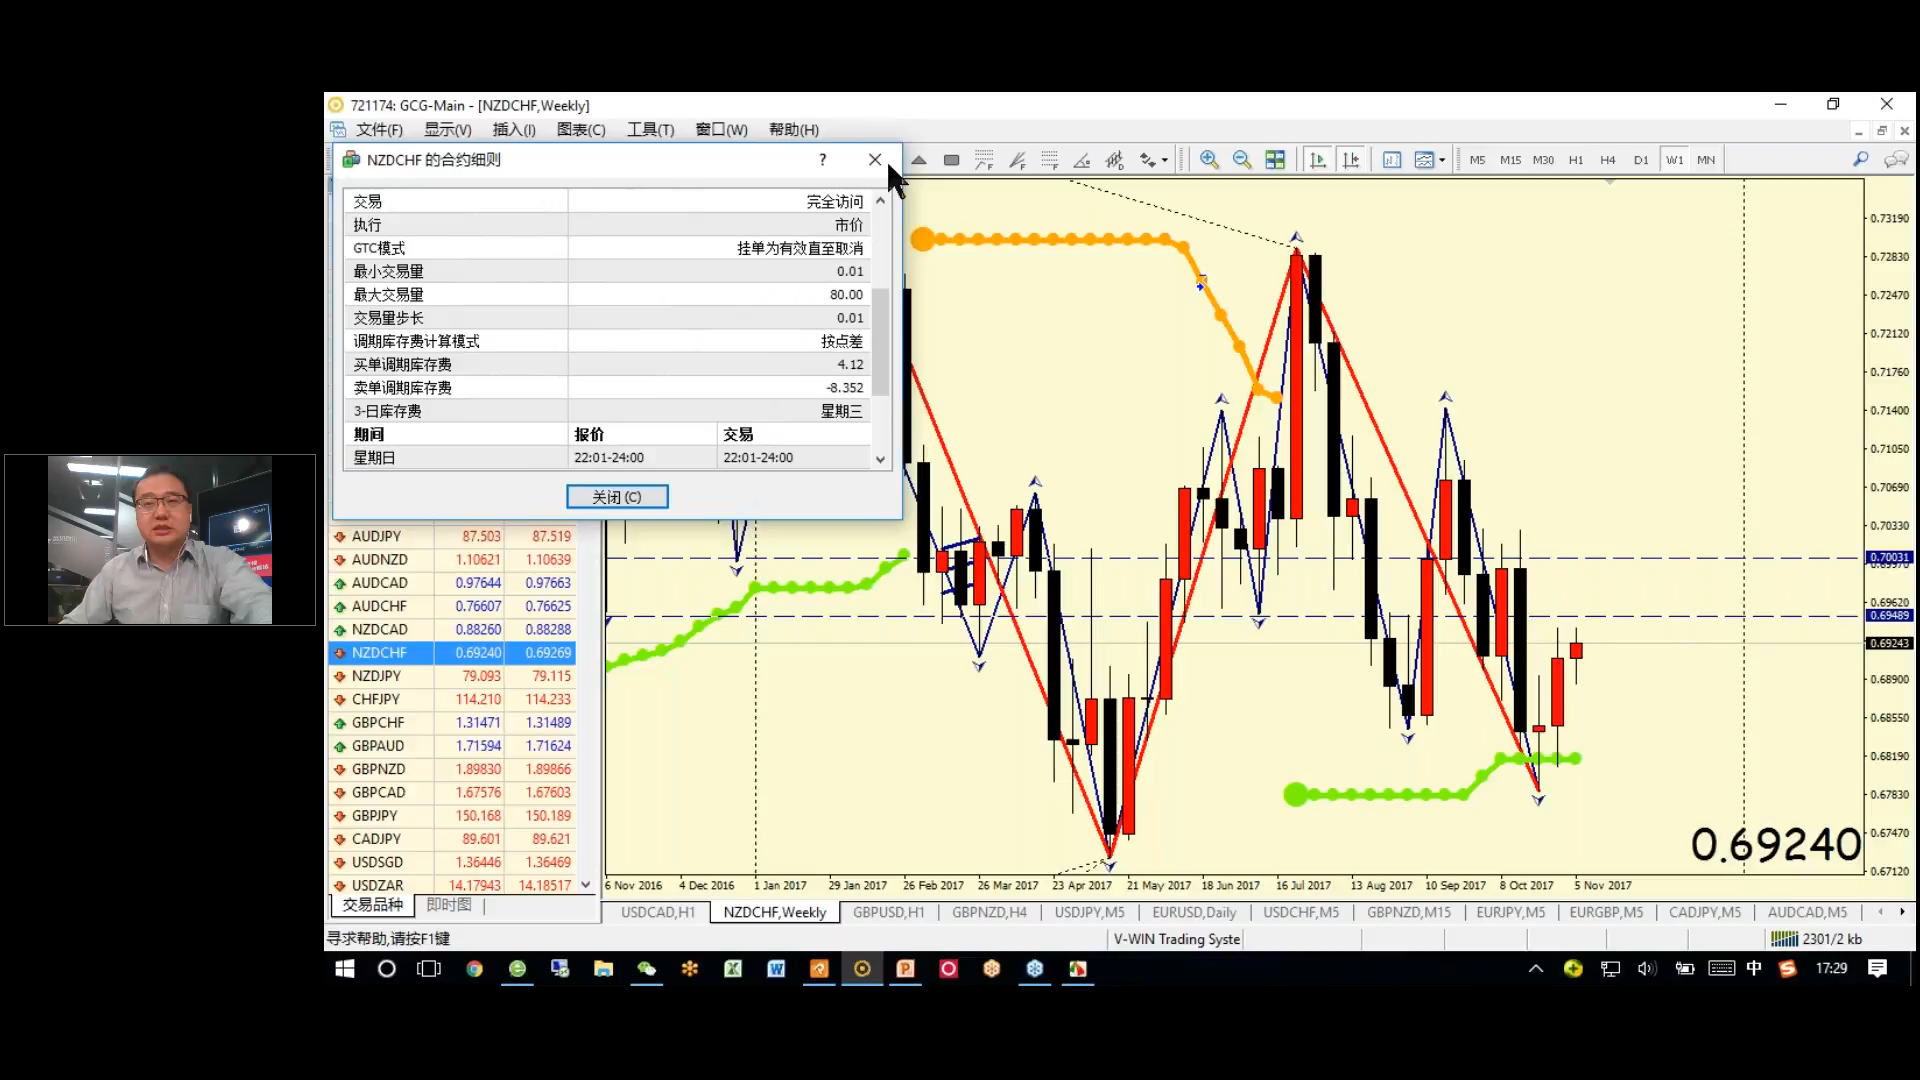 721174: GCG-Main - [NZDCHF,Weekly]
文件(F) 显示(V) 插入(I) 图表(C) 工具(T) 窗口(W) 帮助(H)
NZDCHF 的合约细则 ?
M5 M15 M30 H1 H4 D1 W1 MN
交易 完全访问
执行 市价
GTC模式 挂单为有效直至取消
最小交易量 0.01
最大交易量 80.00
交易量步长 0.01
调期库存费计算模式 按点差
买单调期库存费 4.12
卖单调期库存费 -8.352
3-日库存费 星期三
期间 报价 交易
星期日 22:01-24:00 22:01-24:00
关闭 (C)
AUDJPY 87.503 87.519
AUDNZD 1.10621 1.10639
AUDCAD 0.97644 0.97663
AUDCHF 0.76607 0.76625
NZDCAD 0.88260 0.88288
NZDCHF 0.69240 0.69269
NZDJPY 79.093 79.115
CHFJPY 114.210 114.233
GBPCHF 1.31471 1.31489
GBPAUD 1.71594 1.71624
GBPNZD 1.89830 1.89866
GBPCAD 1.67576 1.67603
GBPJPY 150.168 150.189
CADJPY 89.601 89.621
USDSGD 1.36446 1.36469
USDZAR 14.17943 14.18517
交易品种 即时图
0.73190
0.72830
0.72470
0.72120
0.71760
0.71400
0.71050
0.70690
0.70330
0.70031
0.69970
0.69620
0.69489
0.69243
0.68900
0.68550
0.68190
0.67830
0.67470
0.67120
0.69240
6 Nov 2016 4 Dec 2016 1 Jan 2017 29 Jan 2017 26 Feb 2017 26 Mar 2017 23 Apr 2017 21 May 2017 18 Jun 2017 16 Jul 2017 13 Aug 2017 10 Sep 2017 8 Oct 2017 5 Nov 2017
USDCAD,H1 NZDCHF,Weekly GBPUSD,H1 GBPNZD,H4 USDJPY,M5 EURUSD,Daily USDCHF,M5 GBPNZD,M15 EURJPY,M5 EURGBP,M5 CADJPY,M5 AUDCAD,M5
寻求帮助,请按F1键 V-WIN Trading Syste 2301/2 kb
中 17:29